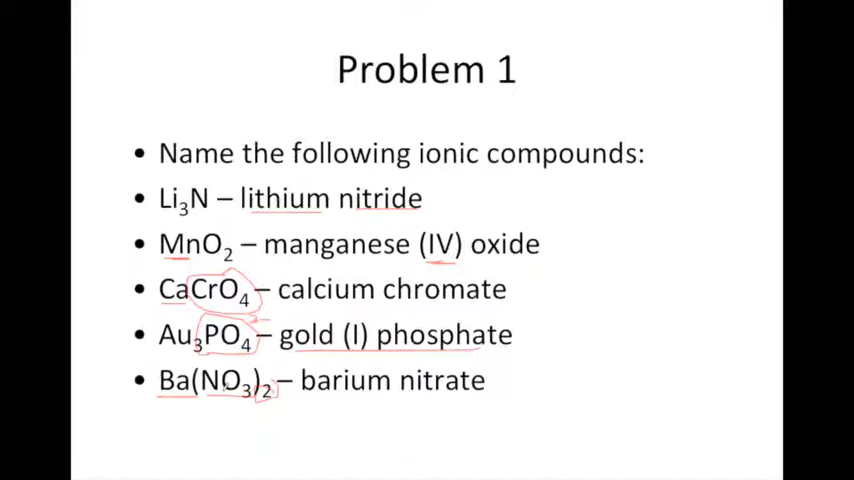 Problem 1
• Name the following ionic compounds:
• Li₃N – lithium nitride
• MnO₂ – manganese (IV) oxide
• CaCrO₄ – calcium chromate
• Au₃PO₄ – gold (I) phosphate
• Ba(NO₃)₂ – barium nitrate